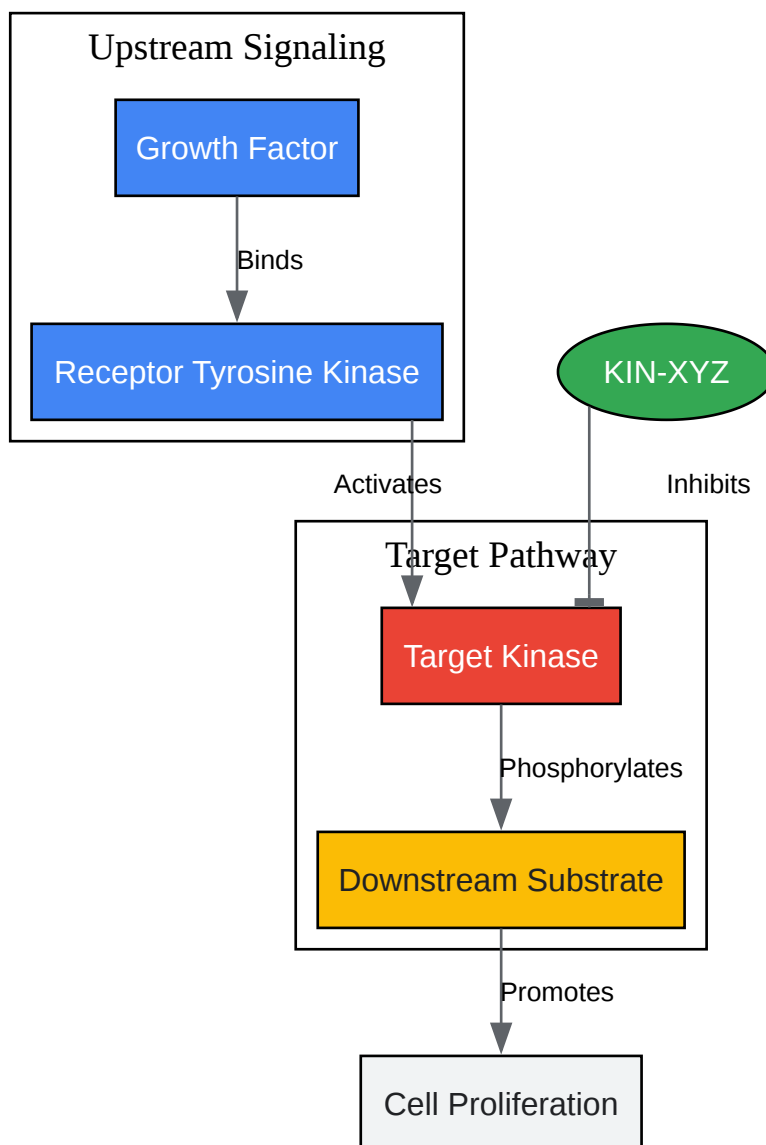 Upstream Signaling
Growth Factor
Binds
Receptor Tyrosine Kinase
KIN-XYZ
Activates
Inhibits
Target Pathway
Target Kinase
Phosphorylates
Downstream Substrate
Promotes
Cell Proliferation